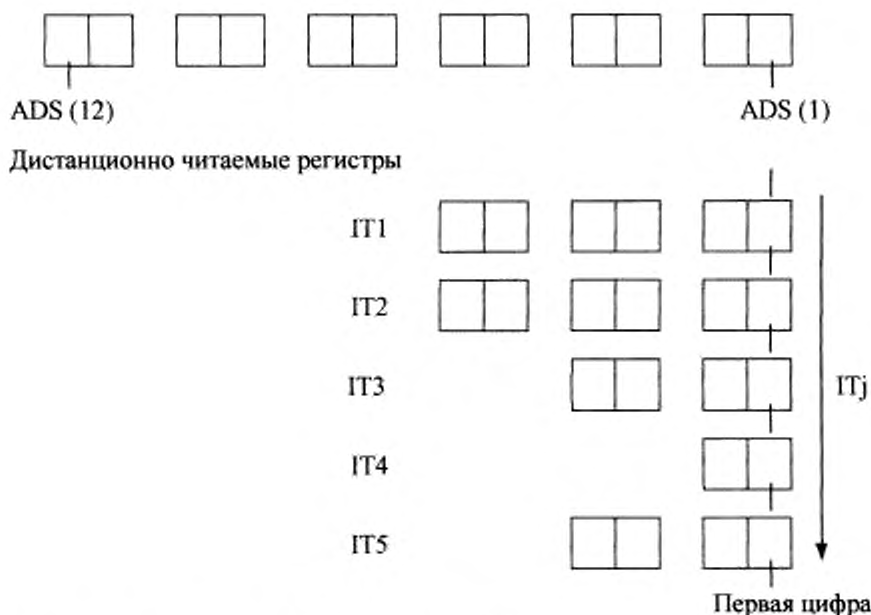 ADS (12) ADS (1)
Дистанционно читаемые регистры
IT1
IT2
IT3
ITj
IT4
IT5
Первая цифра